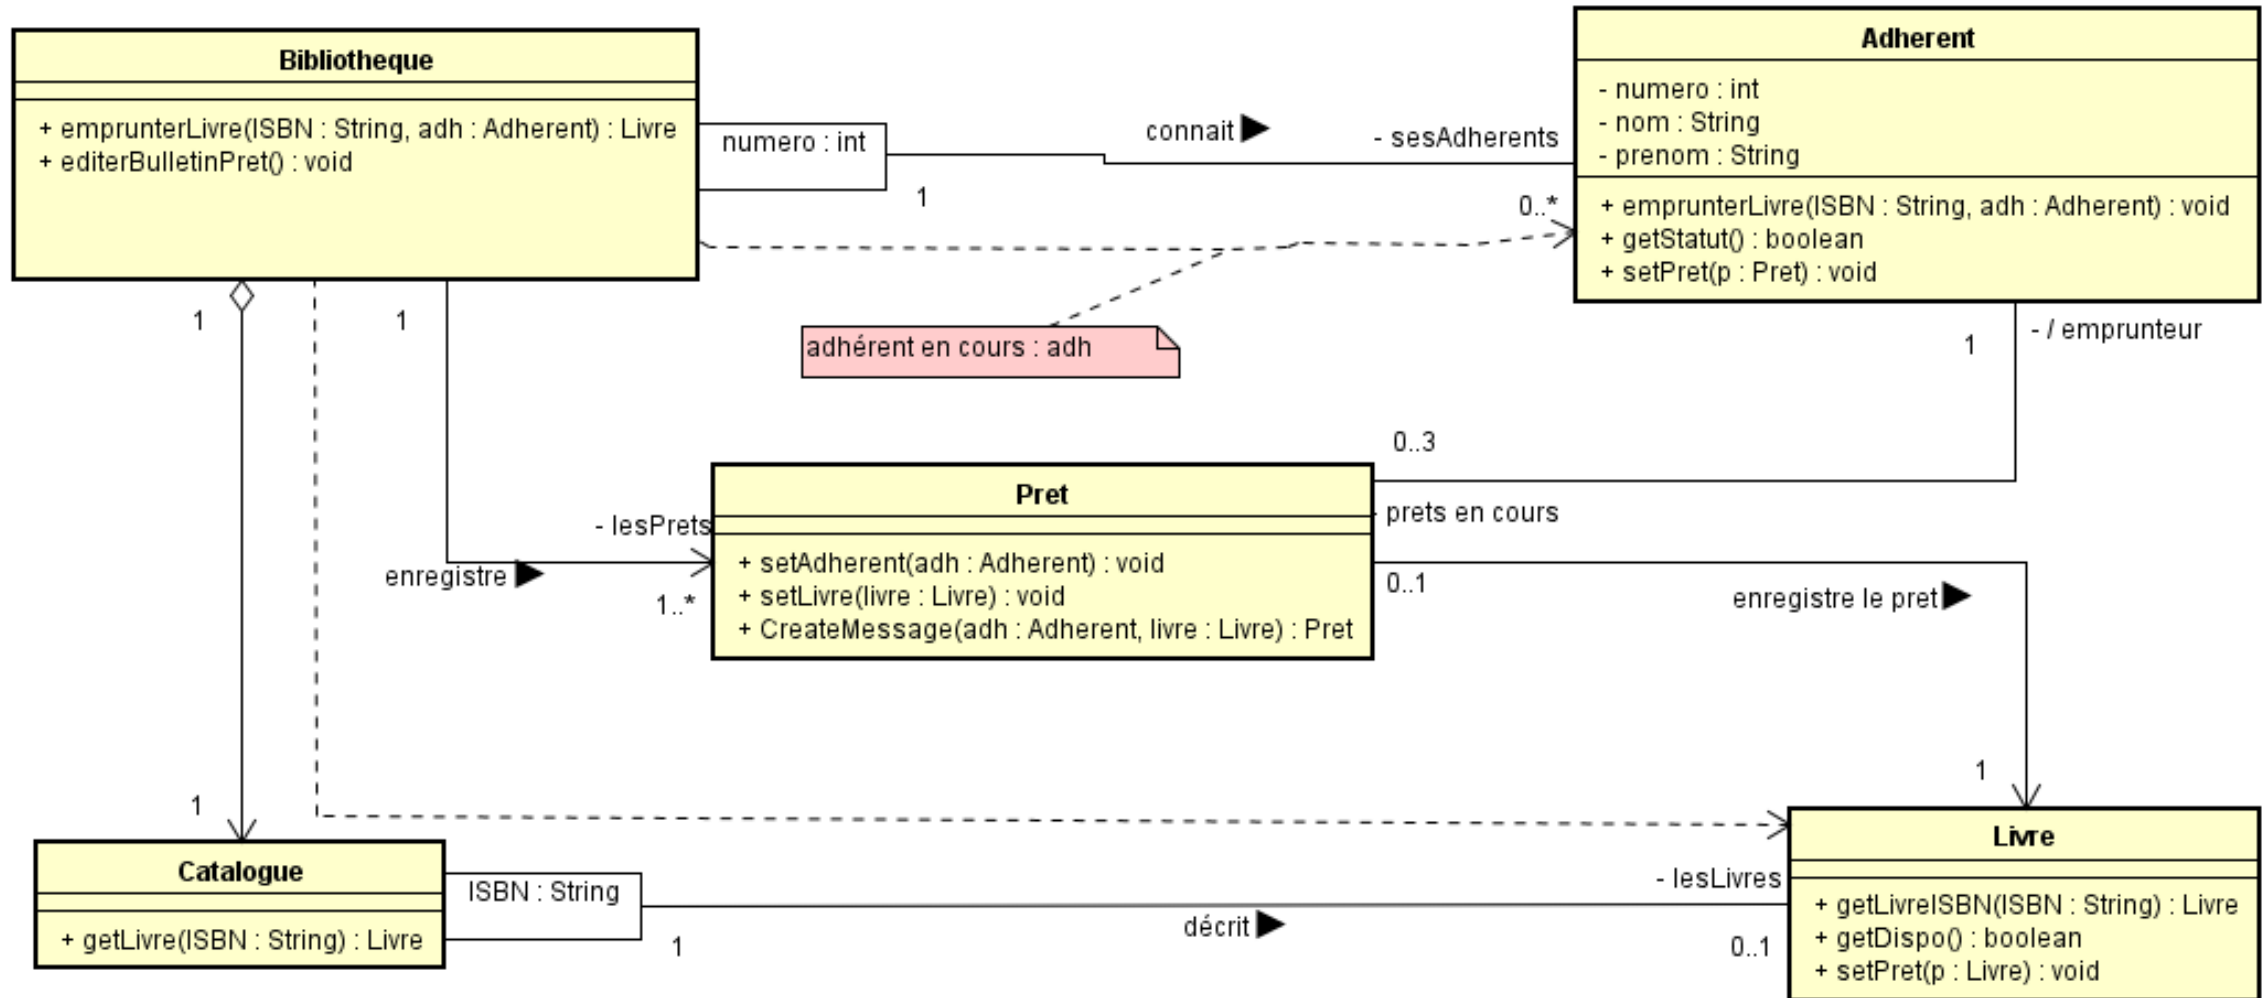 Bibliotheque
+ emprunterLivre(ISBN : String, adh : Adherent) : Livre
+ editerBulletinPret() : void
numero : int
1
connait
- sesAdherents
0..*
Adherent
- numero : int
- nom : String
- prenom : String
+ emprunterLivre(ISBN : String, adh : Adherent) : void
+ getStatut() : boolean
+ setPret(p : Pret) : void
1
1
adhérent en cours : adh
1
- / emprunteur
0..3
- prets en cours
Pret
+ setAdherent(adh : Adherent) : void
+ setLivre(livre : Livre) : void
+ CreateMessage(adh : Adherent, livre : Livre) : Pret
- lesPrets
enregistre
1..*
0..1
enregistre le pret
1
1
Catalogue
+ getLivre(ISBN : String) : Livre
ISBN : String
1
décrit
- lesLivres
0..1
Livre
+ getLivreISBN(ISBN : String) : Livre
+ getDispo() : boolean
+ setPret(p : Livre) : void